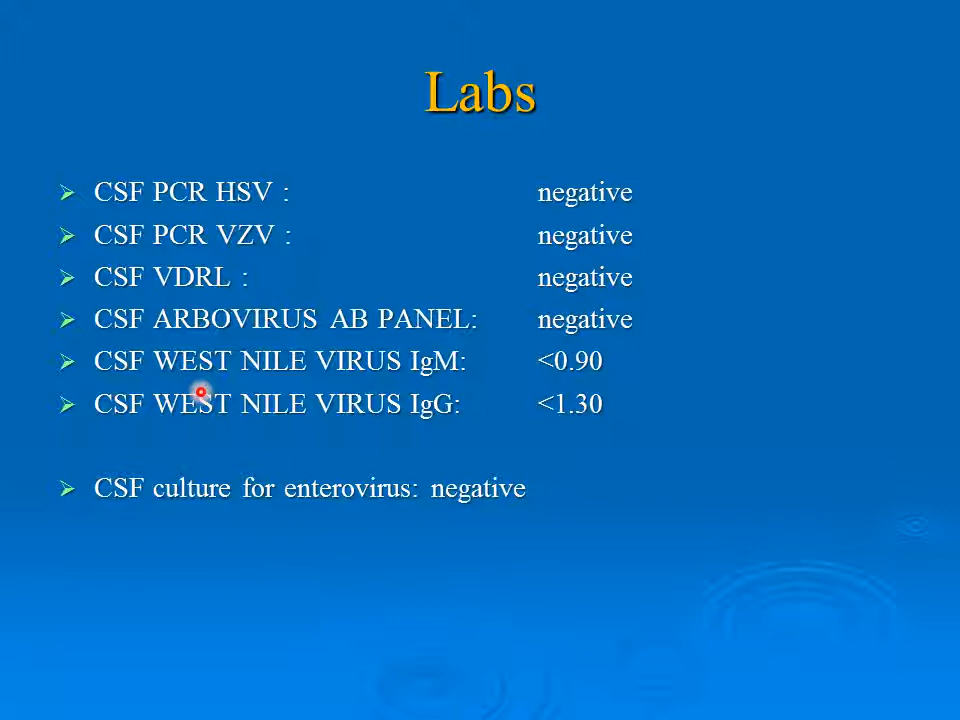 Labs
CSF PCR HSV : negative
CSF PCR VZV : negative
CSF VDRL : negative
CSF ARBOVIRUS AB PANEL: negative
CSF WEST NILE VIRUS IgM: <0.90
CSF WEST NILE VIRUS IgG: <1.30
CSF culture for enterovirus: negative